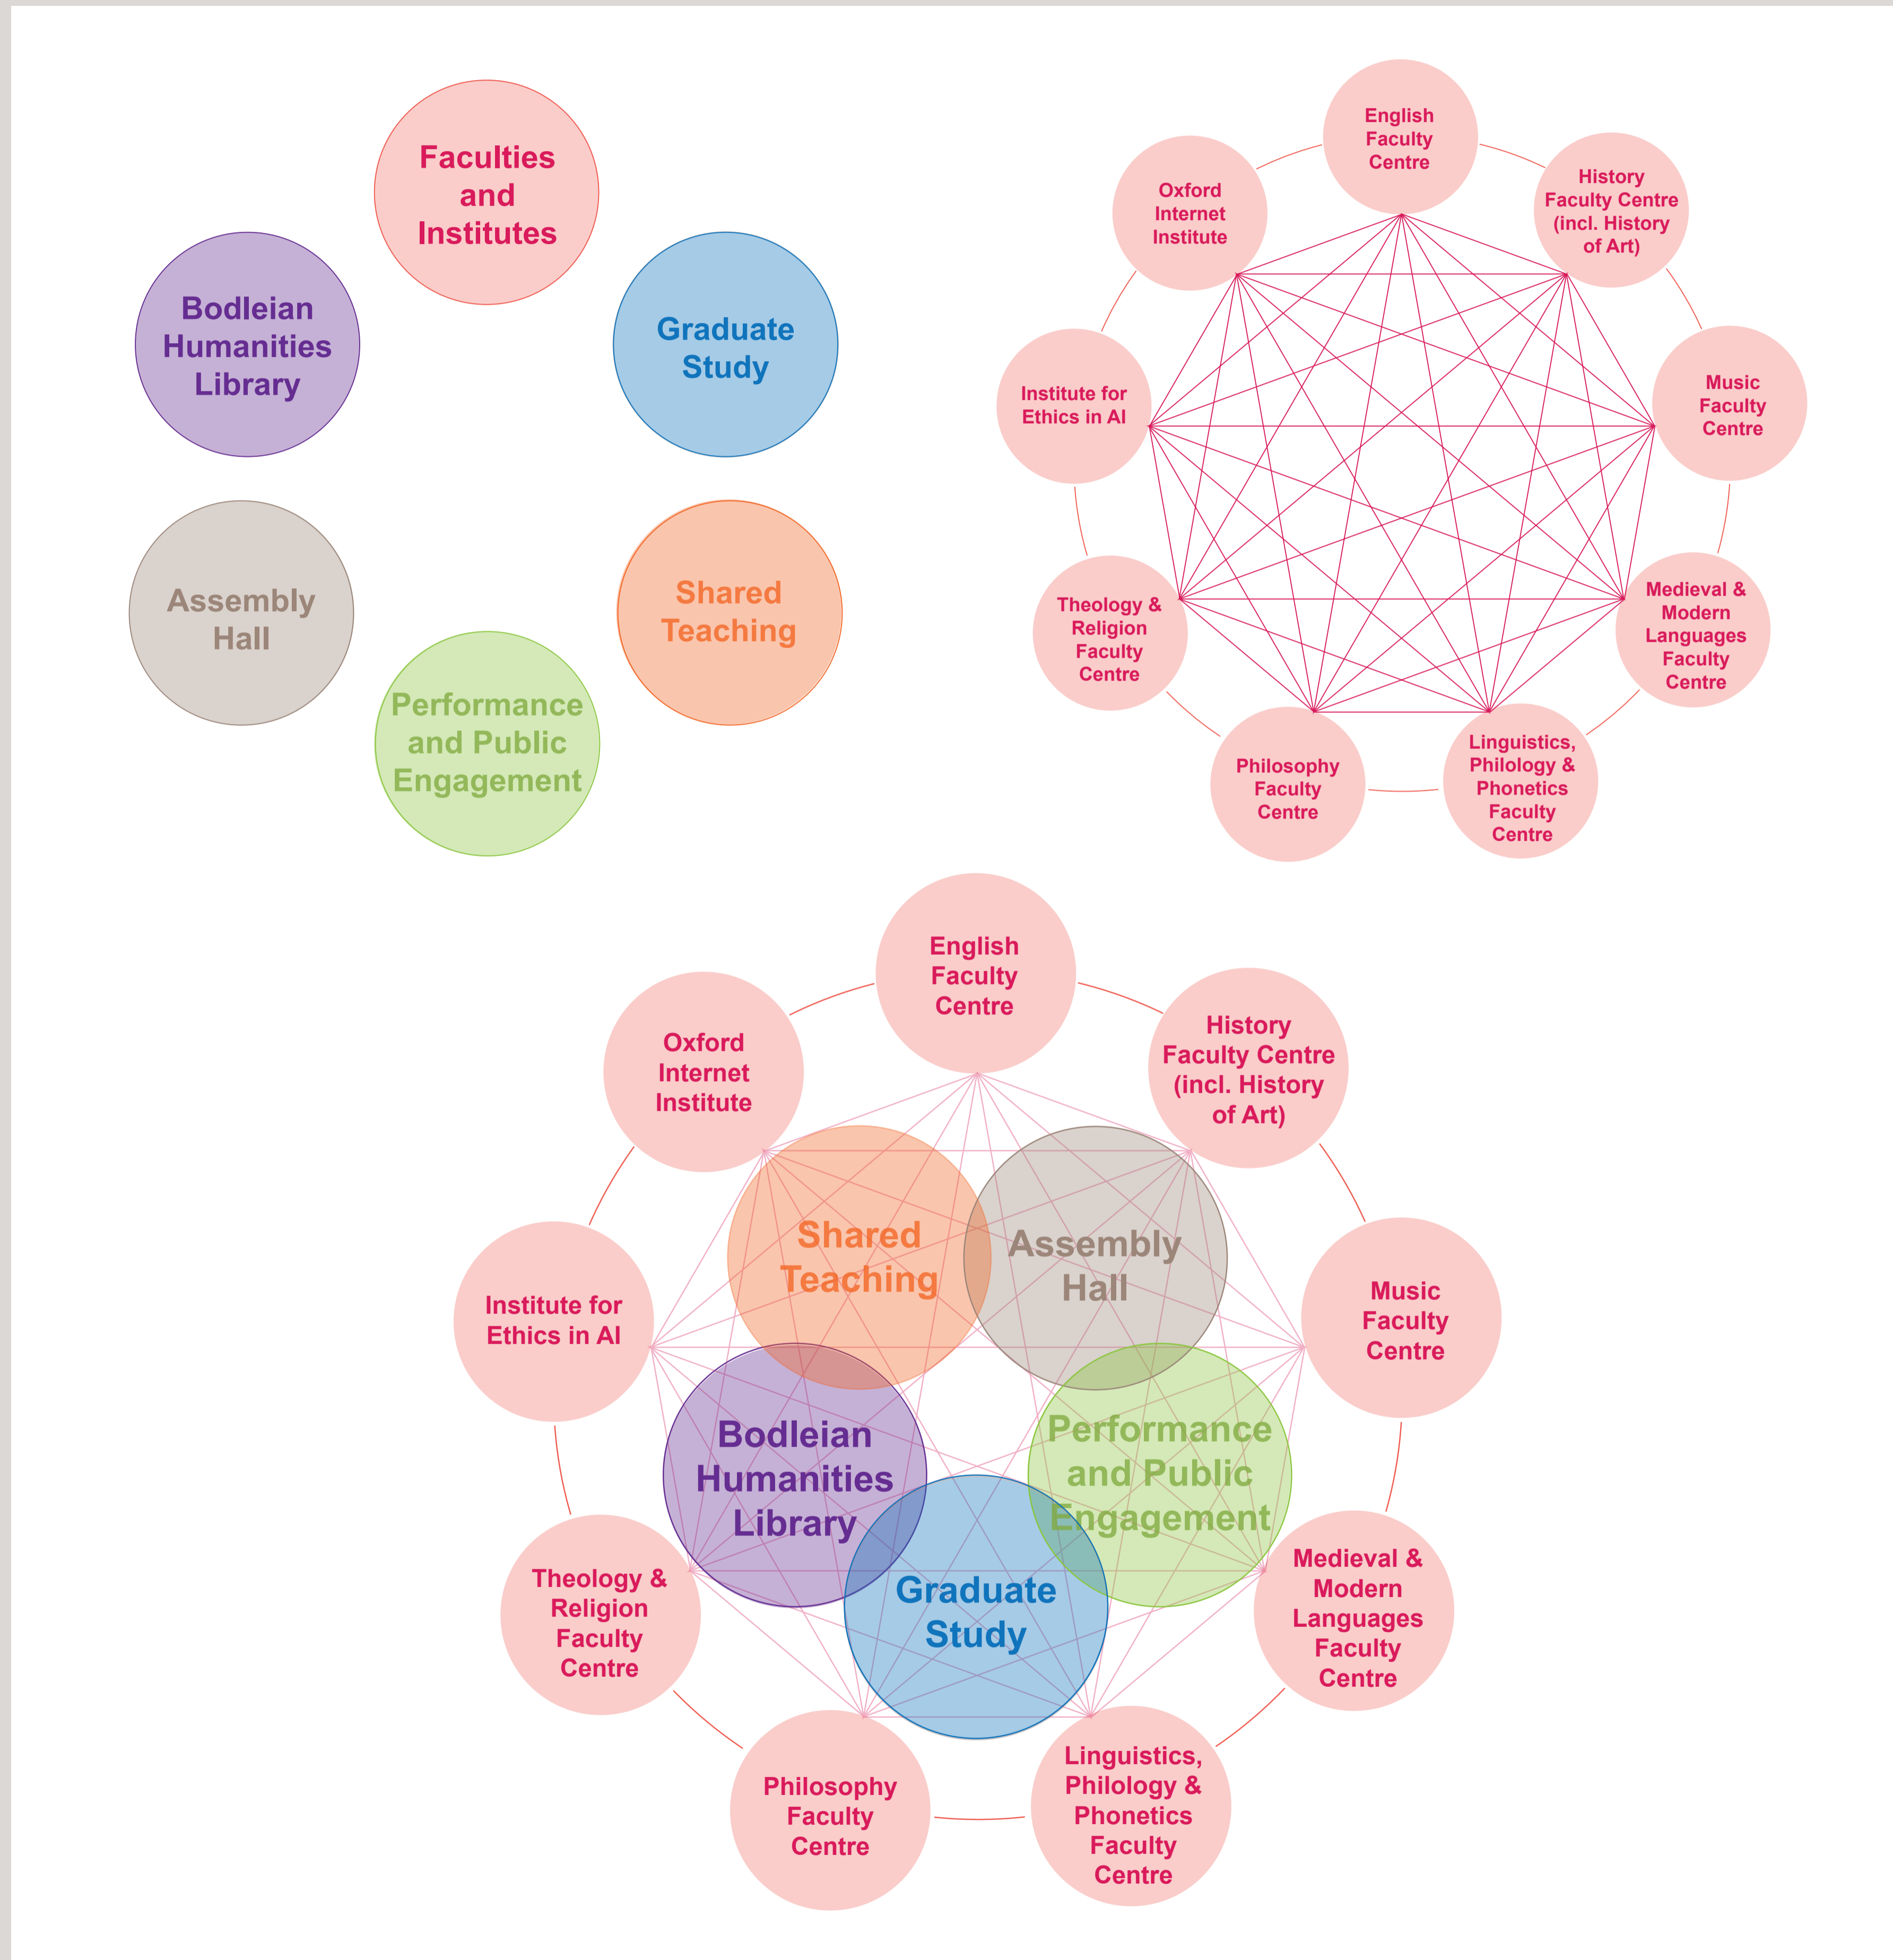 Faculties
and
Institutes
Bodleian
Humanities
Library
Graduate
Study
Assembly
Hall
Shared
Teaching
Performance
and Public
Engagement
English
Faculty
Centre
History
Faculty Centre
(incl. History
of Art)
Music
Faculty
Centre
Medieval &
Modern
Languages
Faculty
Centre
Linguistics,
Philology &
Phonetics
Faculty
Centre
Philosophy
Faculty
Centre
Theology &
Religion
Faculty
Centre
Institute for
Ethics in AI
Oxford
Internet
Institute
English
Faculty
Centre
History
Faculty Centre
(incl. History
of Art)
Music
Faculty
Centre
Medieval &
Modern
Languages
Faculty
Centre
Linguistics,
Philology &
Phonetics
Faculty
Centre
Philosophy
Faculty
Centre
Theology &
Religion
Faculty
Centre
Institute for
Ethics in AI
Oxford
Internet
Institute
Shared
Teaching
Assembly
Hall
Bodleian
Humanities
Library
Performance
and Public
Engagement
Graduate
Study